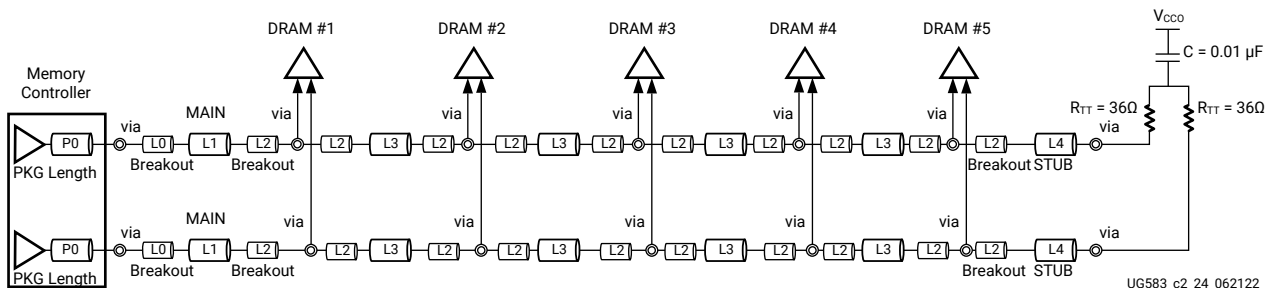 DRAM #1
DRAM #2
DRAM #3
DRAM #4
DRAM #5
VCCO
C = 0.01 µF
RTT = 36Ω
RTT = 36Ω
Memory
Controller
MAIN
via
via
via
via
via
via
via
P0
L0
L1
L2
L2
L3
L2
L2
L3
L2
L2
L3
L2
L2
L3
L2
L2
L4
PKG Length
Breakout
Breakout
Breakout
STUB
MAIN
via
via
via
via
via
via
via
P0
L0
L1
L2
L2
L3
L2
L2
L3
L2
L2
L3
L2
L2
L3
L2
L2
L4
PKG Length
Breakout
Breakout
Breakout
STUB
UG583_c2_24_062122